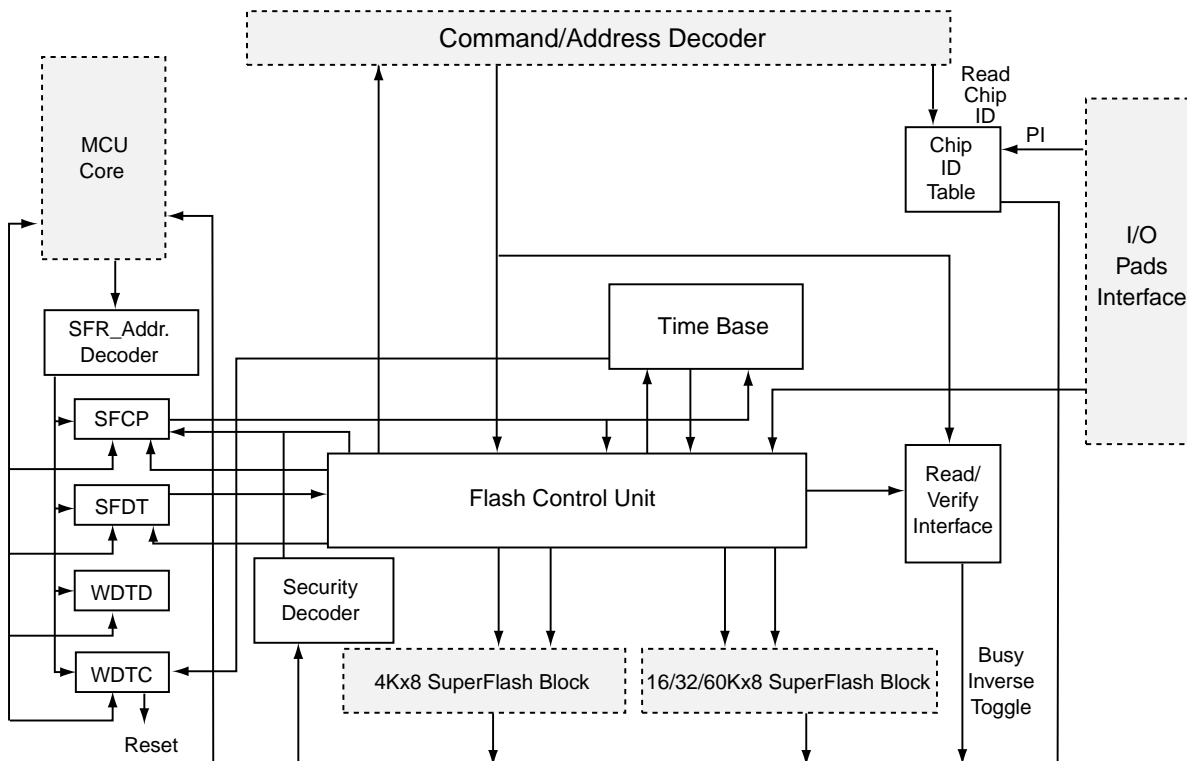 Command/Address Decoder
Read
Chip
ID
MCU
Core
PI
Chip
ID
Table
I/O
Pads
Interface
SFR_Addr.
Decoder
Time Base
SFCP
SFDT
Flash Control Unit
Read/
Verify
Interface
WDTD
Security
Decoder
WDTC
4Kx8 SuperFlash Block
16/32/60Kx8 SuperFlash Block
Busy
Inverse
Toggle
Reset